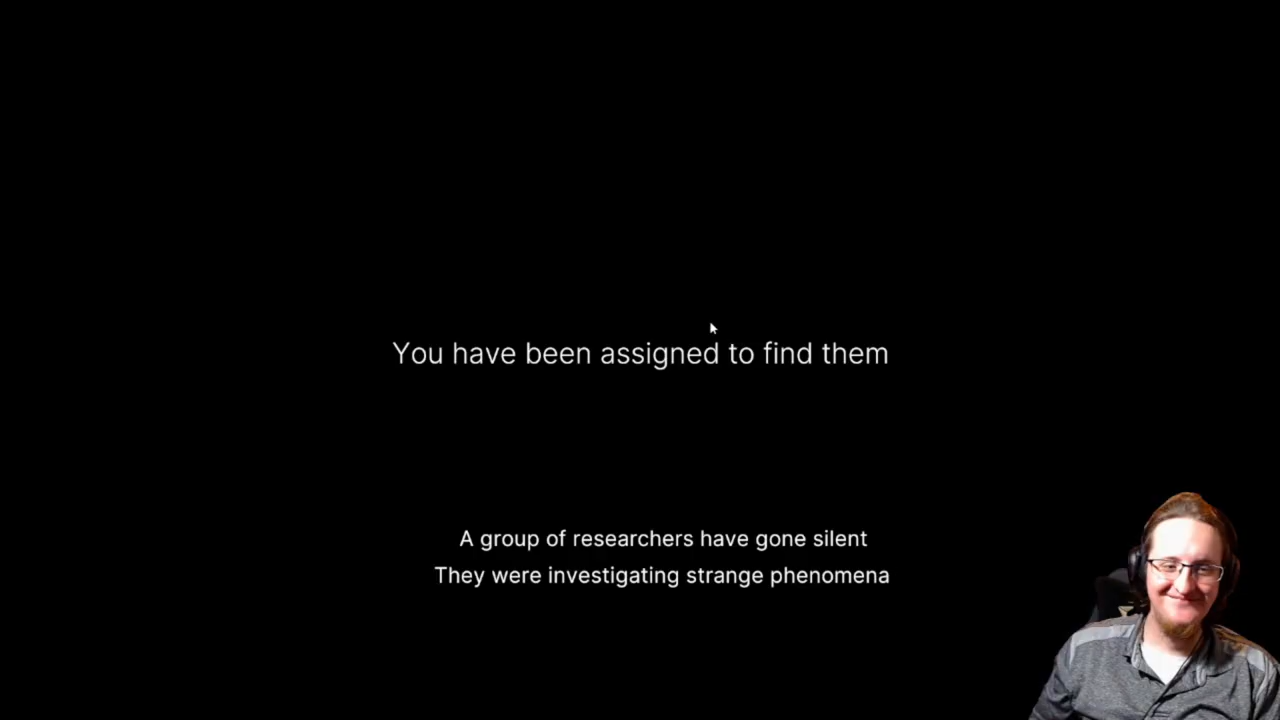 You have been assigned to find them
A group of researchers have gone silent
They were investigating strange phenomena